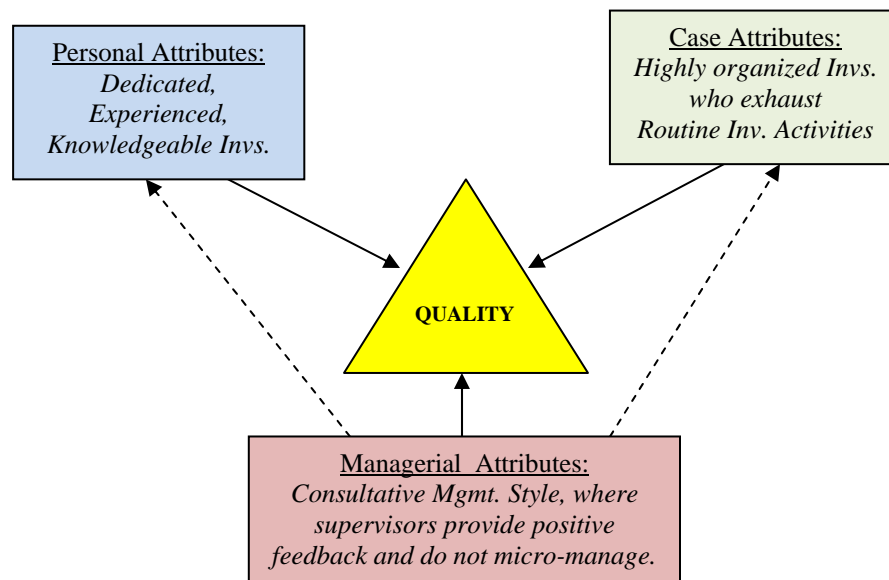 Personal Attributes:
Dedicated,
Experienced,
Knowledgeable Invs.
Case Attributes:
Highly organized Invs.
who exhaust
Routine Inv. Activities
QUALITY
Managerial Attributes:
Consultative Mgmt. Style, where
supervisors provide positive
feedback and do not micro-manage.